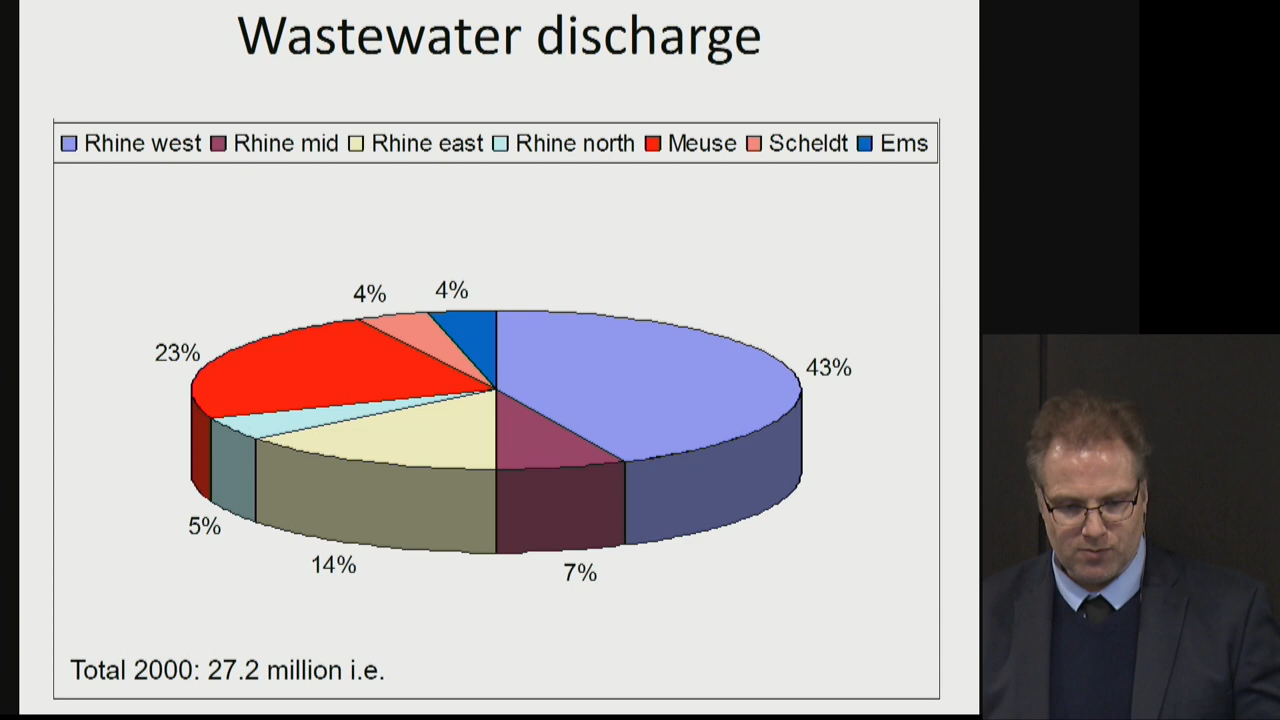 Wastewater discharge
Rhine west Rhine mid Rhine east Rhine north Meuse Scheldt Ems
4% 4%
23%
43%
5%
14%
7%
Total 2000: 27.2 million i.e.